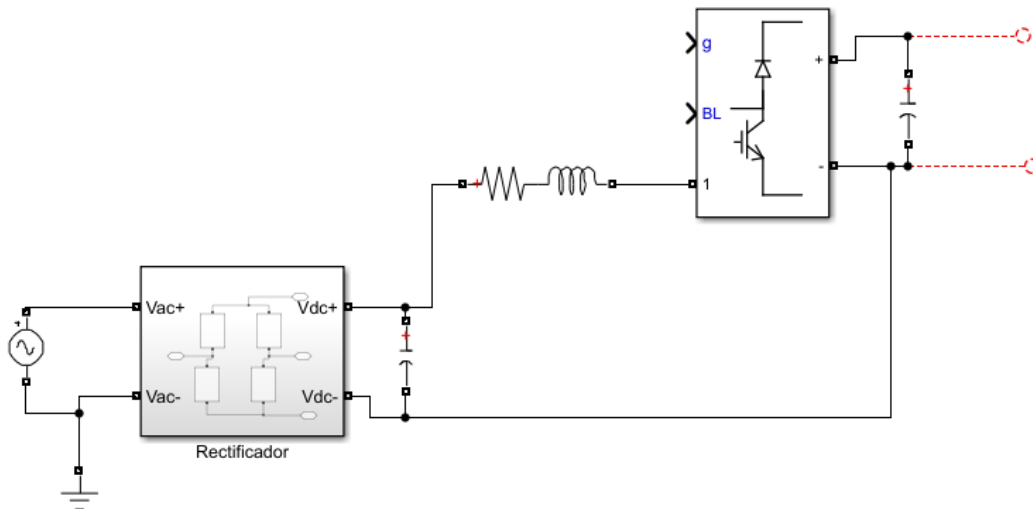 g
+
BL
-
1
Vac+
Vdc+
Vac-
Vdc-
Rectificador